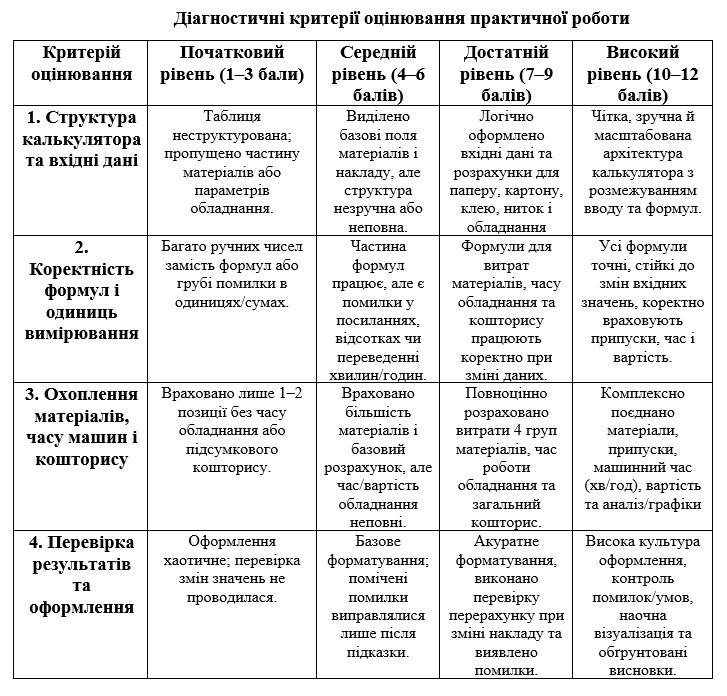 Діагностичні критерії оцінювання практичної роботи
Критерій
оцінювання
Початковий
рівень (1–3 бали)
Середній
рівень (4–6
балів)
Достатній
рівень (7–9
балів)
Високий
рівень (10–12
балів)
1. Структура
калькулятора
та вхідні дані
Таблиця
неструктурована;
пропущено частину
матеріалів або
параметрів
обладнання.
Виділено
базові поля
матеріалів і
накладу, але
структура
незручна або
неповна.
Логічно
оформлено
вхідні дані та
розрахунки для
паперу, картону,
клею, ниток і
обладнання
Чітка, зручна й
масштабована
архітектура
калькулятора з
розмежуванням
вводу та формул.
2.
Коректність
формул і
одиниць
вимірювання
Багато ручних чисел
замість формул або
грубі помилки в
одиницях/сумах.
Частина
формул
працює, але є
помилки у
посиланнях,
відсотках чи
переведенні
хвилин/годин.
Формули для
витрат
матеріалів, часу
обладнання та
кошторису
працюють
коректно при
зміні даних.
Усі формули
точні, стійкі до
змін вхідних
значень, коректно
враховують
припуски, час і
вартість.
3. Охоплення
матеріалів,
часу машин і
кошторису
Враховано лише 1–2
позиції без часу
обладнання або
підсумкового
кошторису.
Враховано
більшість
матеріалів і
базовий
розрахунок, але
час/вартість
обладнання
неповні.
Повноцінно
розраховано
витрати 4 груп
матеріалів, час
роботи
обладнання та
загальний
кошторис.
Комплексно
поєднано
матеріали,
припуски,
машинний час
(хв/год), вартість
та аналіз/графіки
4. Перевірка
результатів
та
оформлення
Оформлення
хаотичне; перевірка
змін значень не
проводилася.
Базове
форматування;
помічені
помилки
виправлялися
лише після
підказки.
Акуратне
форматування,
виконано
перевірку
перерахунку при
зміні накладу та
виявлено
помилки.
Висока культура
оформлення,
контроль
помилок/умов,
наочна
візуалізація та
обґрунтовані
висновки.